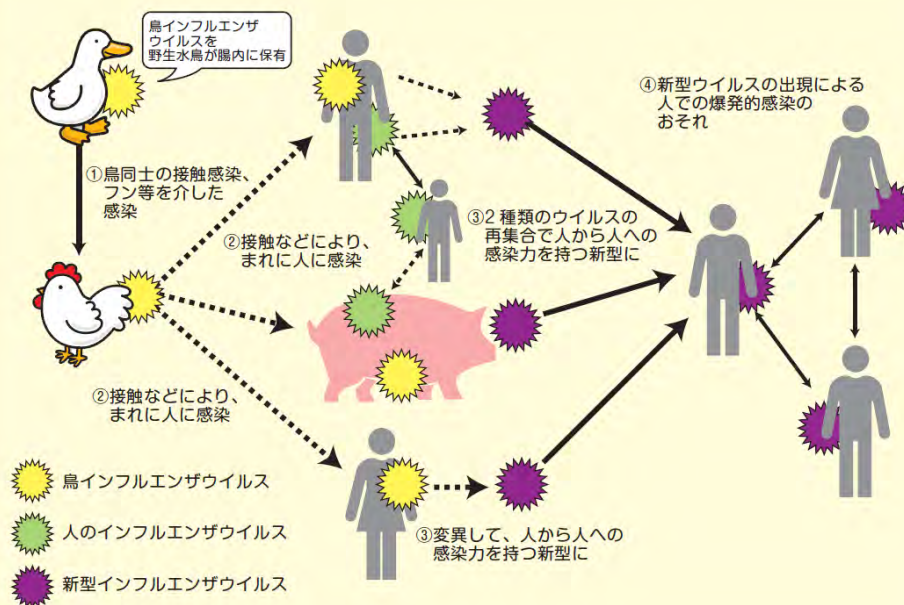 鳥インフルエンザ
ウイルスを
野生水鳥が腸内に保有
①鳥同士の接触感染、
フン等を介した
感染
②接触などにより、
まれに人に感染
③2種類のウイルスの
再集合で人から人への
感染力を持つ新型に
④新型ウイルスの出現による
人での爆発的感染の
おそれ
②接触などにより、
まれに人に感染
③変異して、人から人への
感染力を持つ新型に
鳥インフルエンザウイルス
人のインフルエンザウイルス
新型インフルエンザウイルス